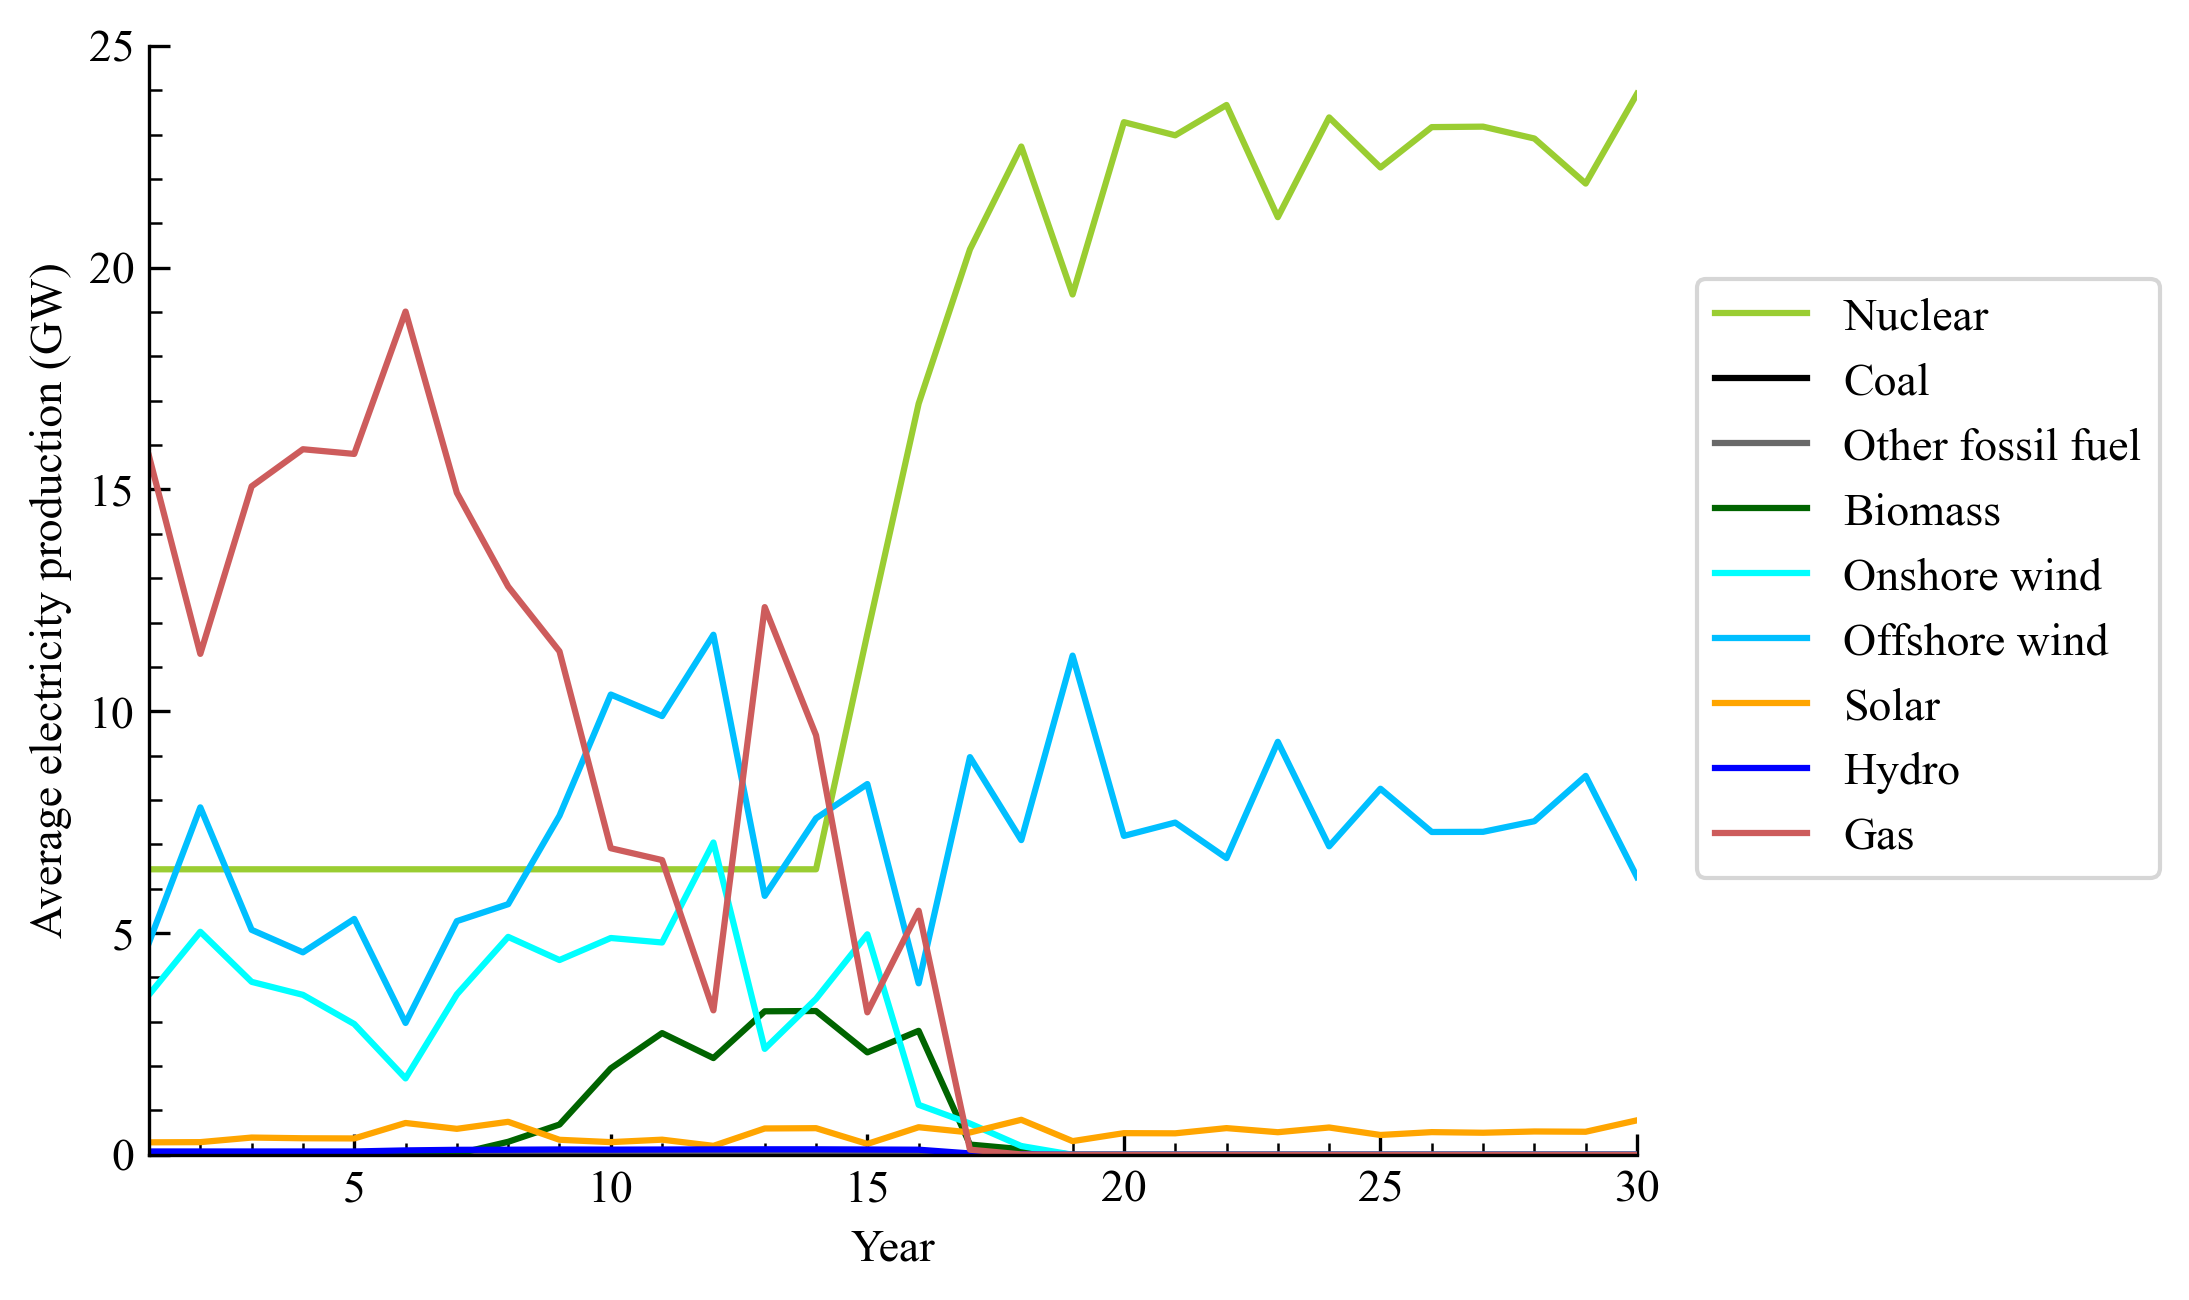 25
20
15
10
5
0
Average electricity production (GW)
5 10 15 20 25 30
Year
Nuclear
Coal
Other fossil fuel
Biomass
Onshore wind
Offshore wind
Solar
Hydro
Gas